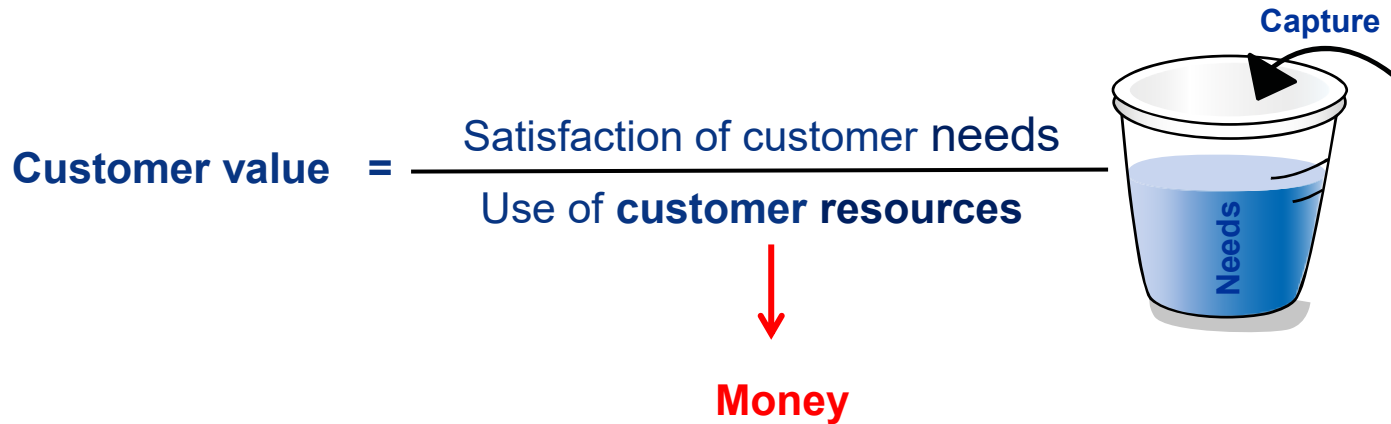 Capture
Satisfaction of customer needs
Customer value =
Use of customer resources
Needs
Money